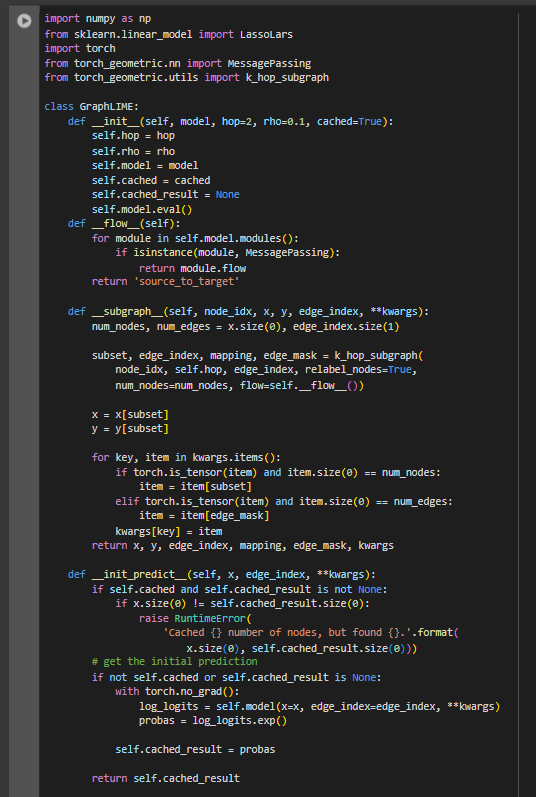 import numpy as np
from sklearn.linear_model import LassoLars
import torch
from torch_geometric.nn import MessagePassing
from torch_geometric.utils import k_hop_subgraph

class GraphLIME:
    def __init__(self, model, hop=2, rho=0.1, cached=True):
        self.hop = hop
        self.rho = rho
        self.model = model
        self.cached = cached
        self.cached_result = None
        self.model.eval()
    def __flow__(self):
        for module in self.model.modules():
            if isinstance(module, MessagePassing):
                return module.flow
        return 'source_to_target'

    def __subgraph__(self, node_idx, x, y, edge_index, **kwargs):
        num_nodes, num_edges = x.size(0), edge_index.size(1)

        subset, edge_index, mapping, edge_mask = k_hop_subgraph(
            node_idx, self.hop, edge_index, relabel_nodes=True,
            num_nodes=num_nodes, flow=self.__flow__())

        x = x[subset]
        y = y[subset]

        for key, item in kwargs.items():
            if torch.is_tensor(item) and item.size(0) == num_nodes:
                item = item[subset]
            elif torch.is_tensor(item) and item.size(0) == num_edges:
                item = item[edge_mask]
            kwargs[key] = item
        return x, y, edge_index, mapping, edge_mask, kwargs

    def __init_predict__(self, x, edge_index, **kwargs):
        if self.cached and self.cached_result is not None:
            if x.size(0) != self.cached_result.size(0):
                raise RuntimeError(
                    'Cached {} number of nodes, but found {}.'.format(
                        x.size(0), self.cached_result.size(0)))
        # get the initial prediction
        if not self.cached or self.cached_result is None:
            with torch.no_grad():
                log_logits = self.model(x=x, edge_index=edge_index, **kwargs)
                probas = log_logits.exp()

            self.cached_result = probas

        return self.cached_result